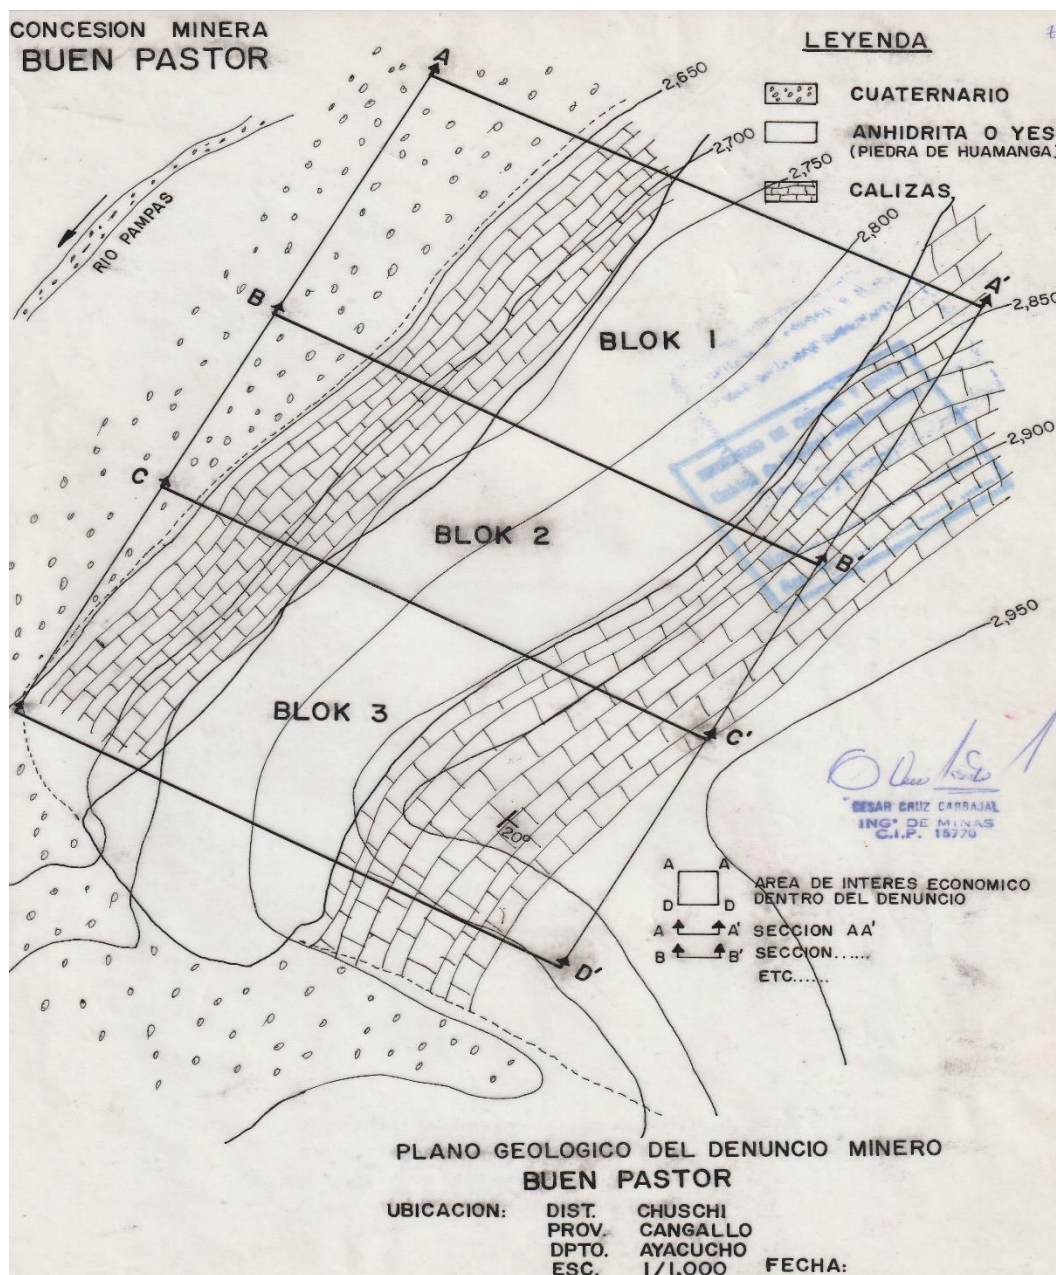 CONCESION MINERA
BUEN PASTOR
LEYENDA
CUATERNARIO
ANHIDRITA O YES
(PIEDRA DE HUAMANGA)
CALIZAS
RIO PAMPAS
A
2,650
2,700
2,750
2,800
A'
2,850
B
BLOK 1
2,900
C
BLOK 2
B'
2,950
BLOK 3
C'
20°
CESAR CRUZ CARBAJAL
ING° DE MINAS
C.I.P. 15770
A A'
D D'
AREA DE INTERES ECONOMICO
DENTRO DEL DENUNCIO
A A' SECCION AA'
B B' SECCION.....
ETC......
D'
PLANO GEOLOGICO DEL DENUNCIO MINERO
BUEN PASTOR
UBICACION: DIST. CHUSCHI
PROV. CANGALLO
DPTO. AYACUCHO
ESC. 1/1,000 FECHA: